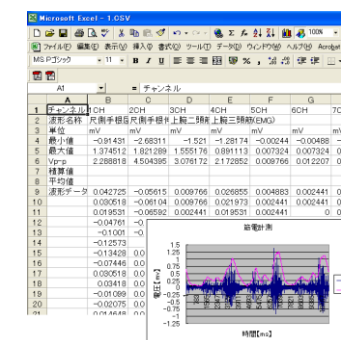 Microsoft Excel - 1.CSV
ファイル(F) 編集(E) 表示(V) 挿入(I) 書式(O) ツール(T) データ(D) ウィンドウ(W) ヘルプ(H) Acrobat
MS Pゴシック 11 B I U
A1 = チャンネル
A B C D E F G
1 チャンネル 1CH 2CH 3CH 4CH 5CH 6CH
2 波形名称 尺側手根屈 尺側手根伸 上腕二頭筋 上腕三頭筋(EMG)
3 単位 mV mV mV mV mV mV
4 最小値 -0.91431 -2.68311 -1.521 -1.28174 -0.00244 -0.00488
5 最大値 1.374512 1.821289 1.555176 0.891113 0.007324 0.007324
6 Vp-p 2.288818 4.504395 3.076172 2.172852 0.009766 0.012207
7 積算値
8 平均値
9 波形データ 0.042725 -0.05615 0.009766 0.026855 0.004883 0.002441
10 0.030518 -0.06104 0.009766 0.021973 0.002441 0.002441
11 0.019531 -0.06592 0.002441 0.019531 0.002441 0
12 -0.04761
13 -0.1001
14 -0.12573
15 -0.13428
16 -0.07446
17 0.030518
18 0.03418
19 -0.01099
20 -0.02075
筋電計測
電圧[mv]
1.5
1.25
1
0.75
0.5
0.25
0
-0.25
-0.5
-0.75
-1
-1.25
時間[ms]